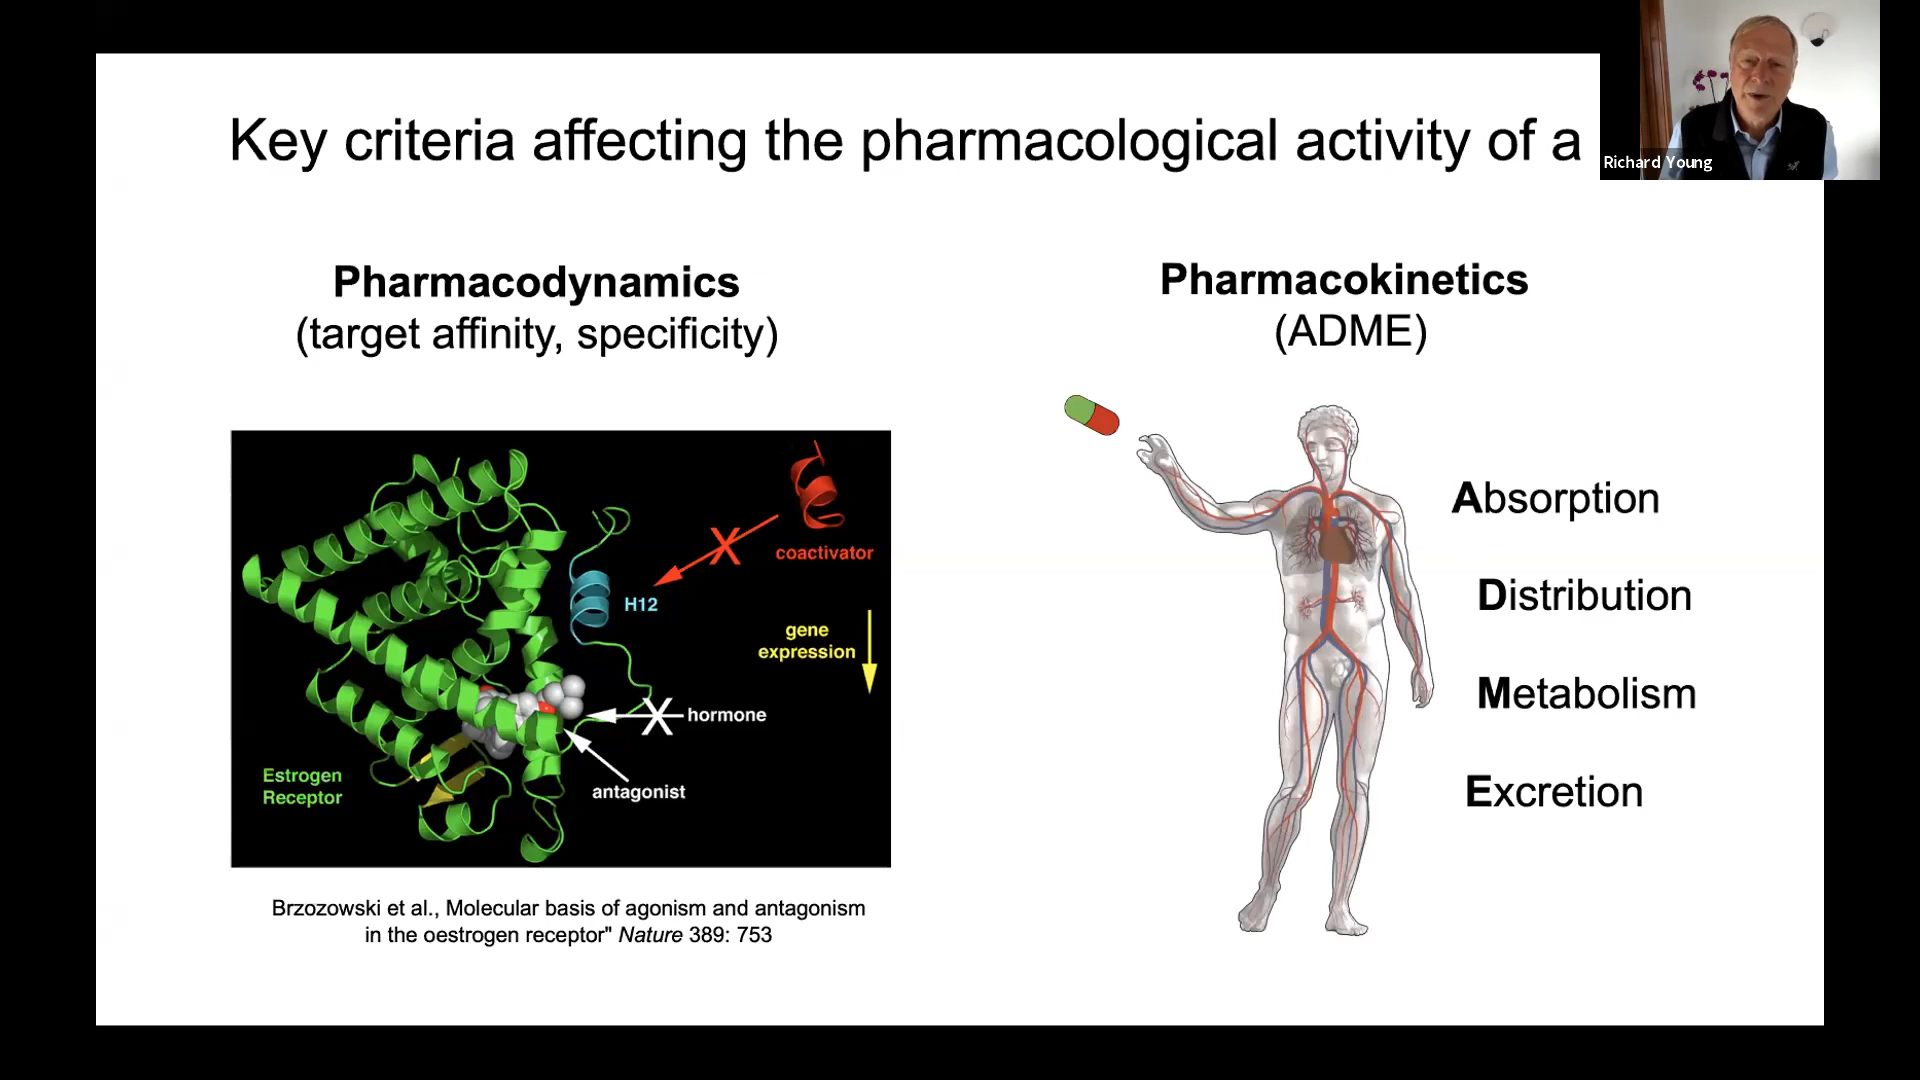 Key criteria affecting the pharmacological activity of a
Richard Young
Pharmacodynamics
(target affinity, specificity)
coactivator
H12
gene
expression
hormone
antagonist
Estrogen
Receptor
X
X
Brzozowski et al., Molecular basis of agonism and antagonism
in the oestrogen receptor" Nature 389: 753
Pharmacokinetics
(ADME)
Absorption
Distribution
Metabolism
Excretion